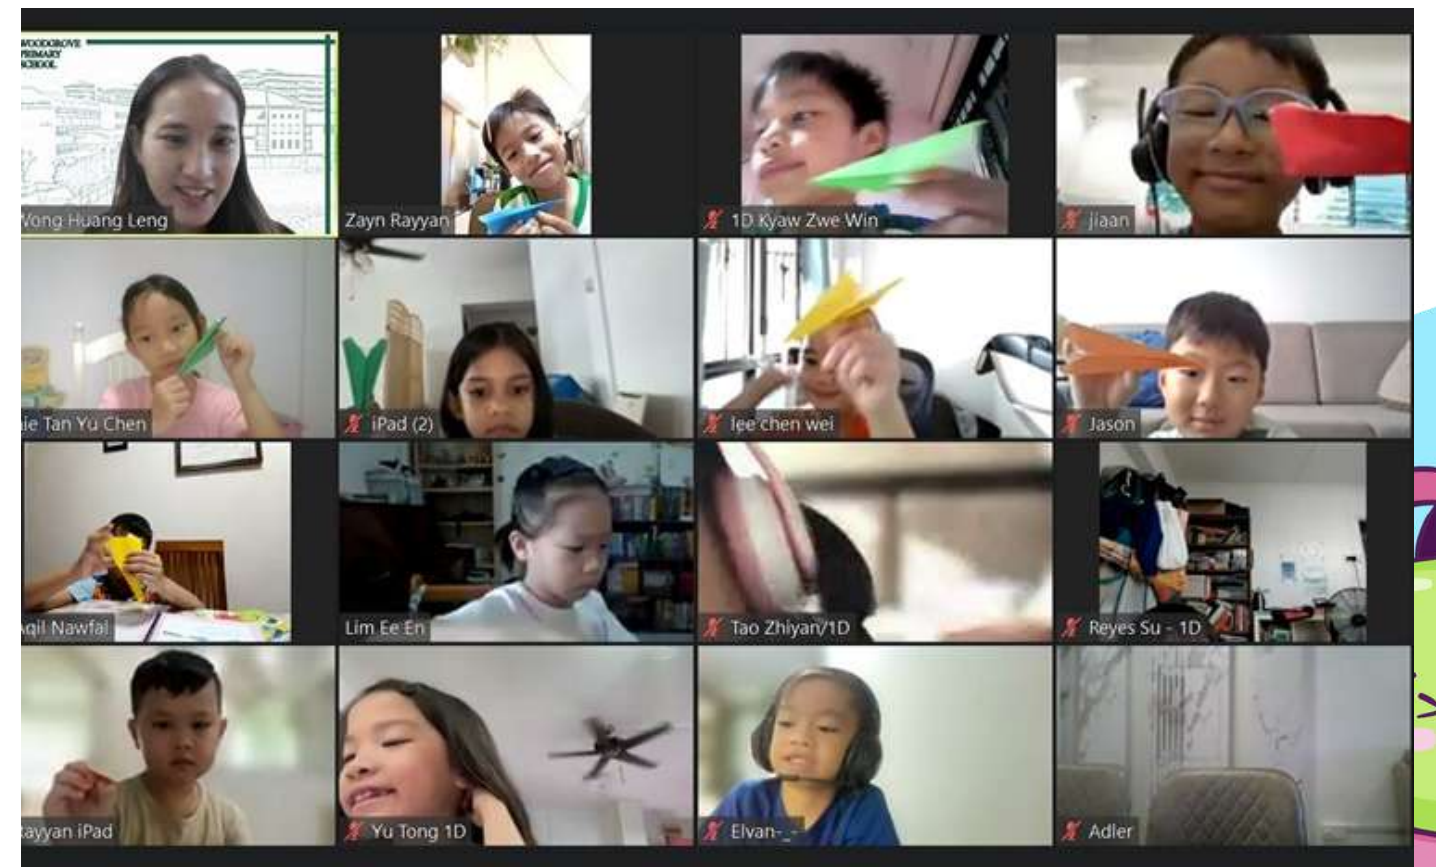 WOODGROVE
PRIMARY
SCHOOL
Wong Huang Leng
Zayn Rayyan
1D Kyaw Zwe Win
jiaan
ie Tan Yu Chen
iPad (2)
lee chen wei
Jason
Aqil Nawfal
Lim Ee En
Tao Zhiyan/1D
Reyes Su - 1D
Rayyan iPad
Yu Tong 1D
Elvan-_-
Adler